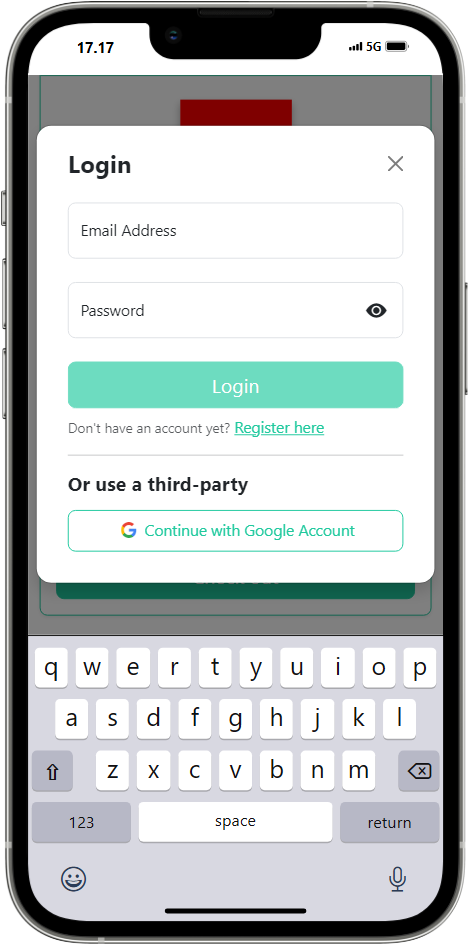 17.17
5G
Login
Email Address
Password
Login
Don't have an account yet? Register here
Or use a third-party
Continue with Google Account
q w e r t y u i o p
a s d f g h j k l
z x c v b n m
123 space return